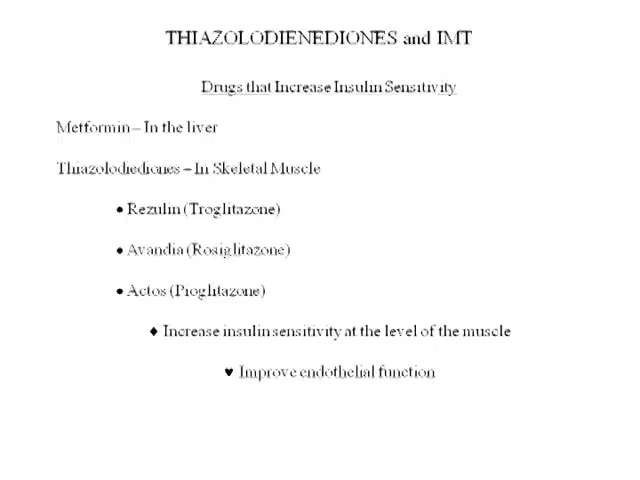 THIAZOLODIENEDIONES and IMT
Drugs that Increase Insulin Sensitivity
Metformin – In the liver
Thiazolodiediones – In Skeletal Muscle
• Rezulin (Troglitazone)
• Avandia (Rosiglitazone)
• Actos (Pioglitazone)
♦ Increase insulin sensitivity at the level of the muscle
♥ Improve endothelial function